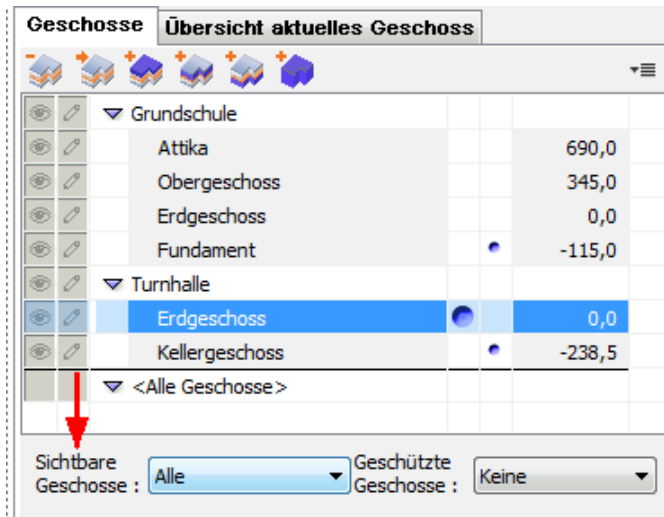 Geschosse Übersicht aktuelles Geschoss
Grundschule
Attika 690,0
Obergeschoss 345,0
Erdgeschoss 0,0
Fundament -115,0
Turnhalle
Erdgeschoss 0,0
Kellergeschoss -238,5
<Alle Geschosse>
Sichtbare Geschosse : Alle Geschützte Geschosse : Keine